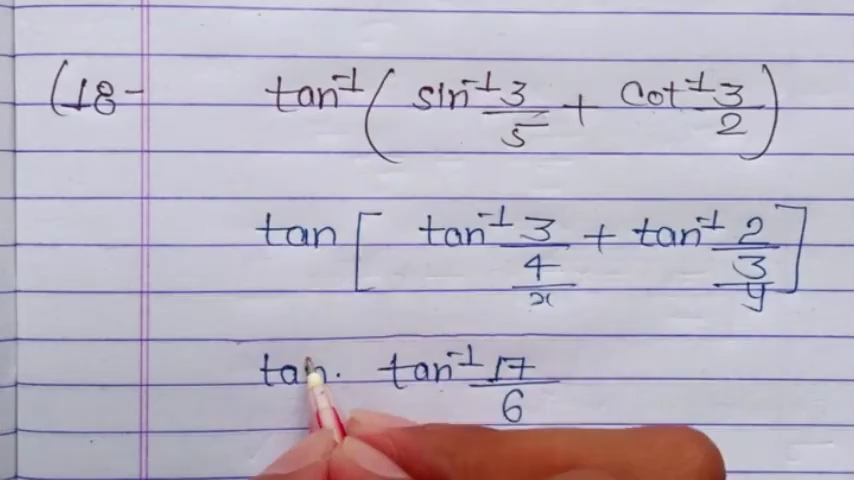 (18- tan⁻¹( sin⁻¹ 3/5 + cot⁻¹ 3/2 )
tan [ tan⁻¹ 3/4 + tan⁻¹ 2/3 ]
x y
tan. tan⁻¹ 17/6